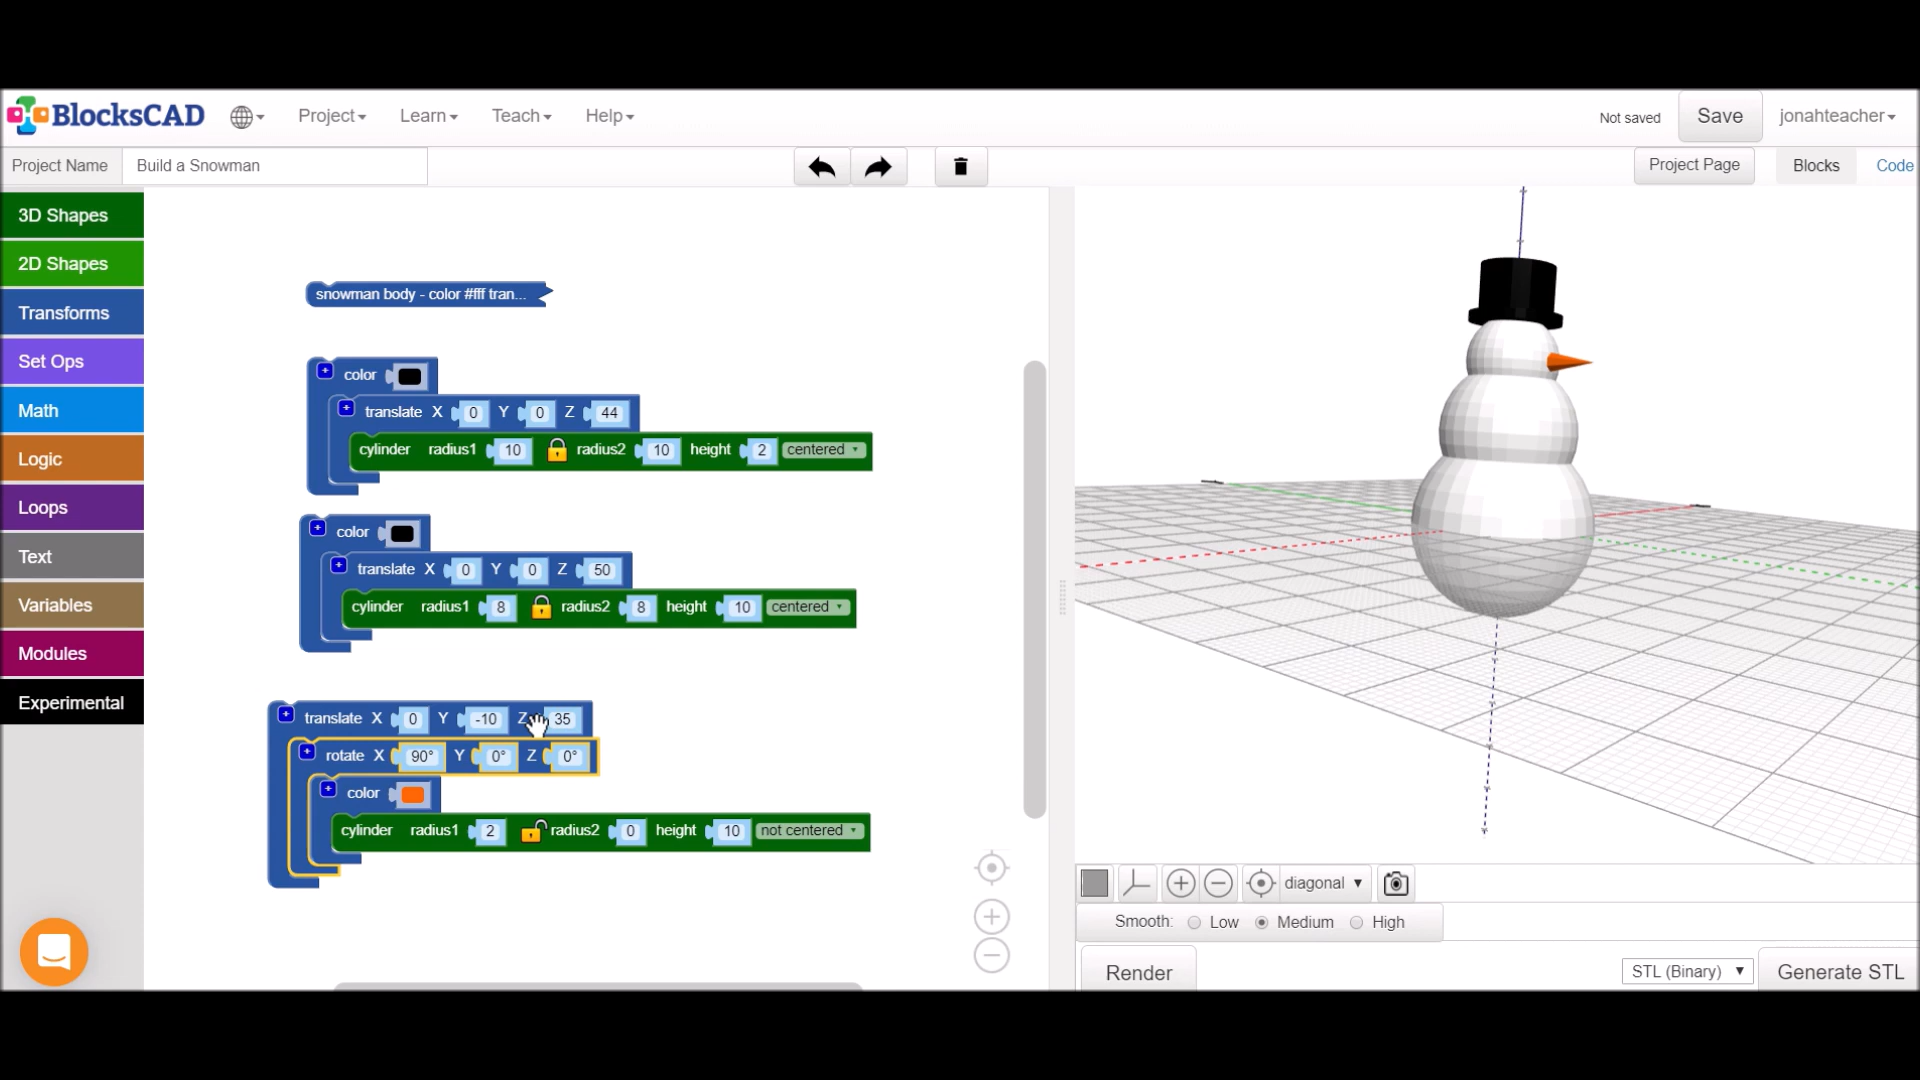 BlocksCAD Project Learn Teach Help Not saved Save jonahteacher
Project Name Build a Snowman Project Page Blocks Code
3D Shapes
2D Shapes
Transforms
Set Ops
Math
Logic
Loops
Text
Variables
Modules
Experimental
snowman body - color #fff tran...
+ color
+ translate X 0 Y 0 Z 44
cylinder radius1 10 radius2 10 height 2 centered
+ color
+ translate X 0 Y 0 Z 50
cylinder radius1 8 radius2 8 height 10 centered
+ translate X 0 Y -10 Z 35
+ rotate X 90° Y 0° Z 0°
+ color
cylinder radius1 2 radius2 0 height 10 not centered
diagonal
Smooth: Low Medium High
Render STL (Binary) Generate STL